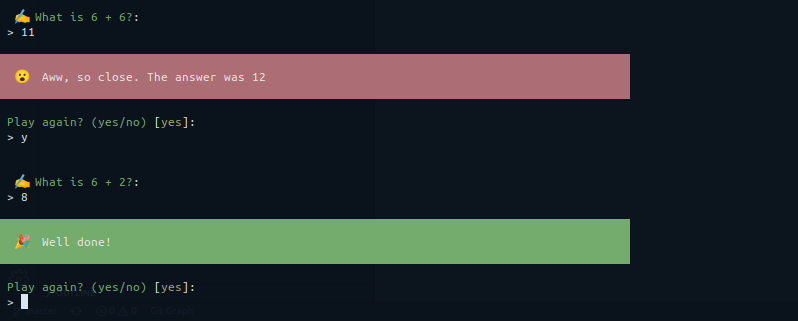 ✍ What is 6 + 6?:
> 11
😮 Aww, so close. The answer was 12
Play again? (yes/no) [yes]:
> y
✍ What is 6 + 2?:
> 8
🎉 Well done!
Play again? (yes/no) [yes]:
>